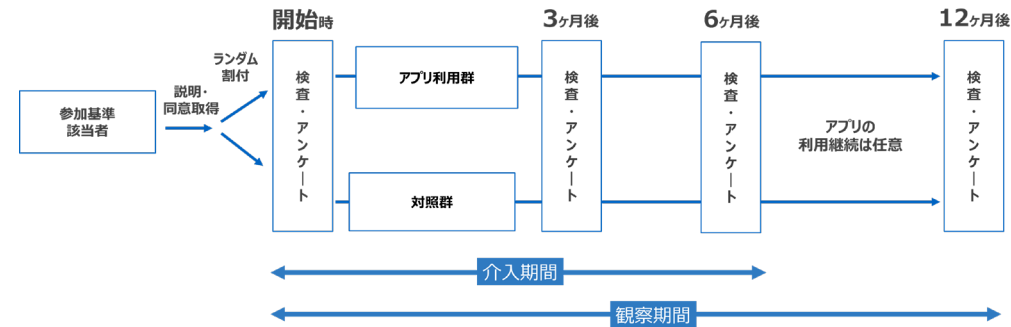 開始時
3ヶ月後
6ヶ月後
12ヶ月後
ランダム
割付
説明・
同意取得
参加基準
該当者
検査・アンケート
アプリ利用群
対照群
検査・アンケート
検査・アンケート
アプリの
利用継続は任意
検査・アンケート
介入期間
観察期間